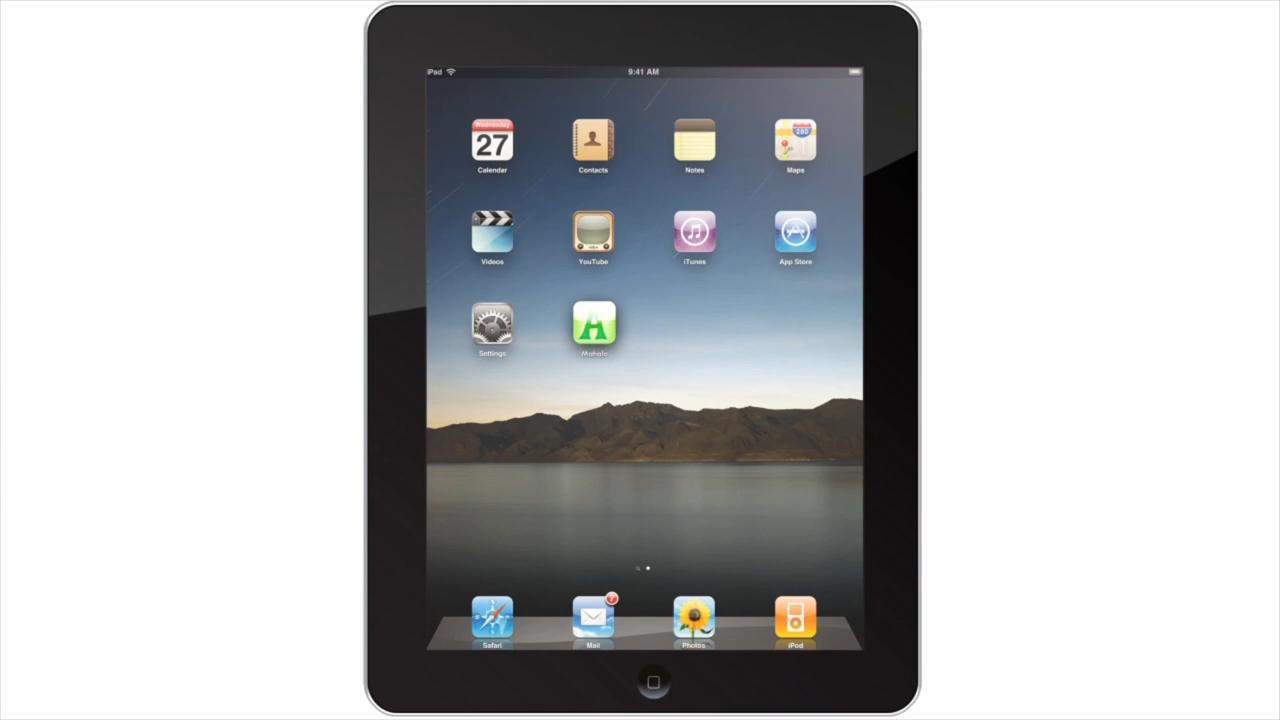 iPad 9:41 AM
Wednesday
27
280
Calendar Contacts Notes Maps
Videos YouTube iTunes App Store
A
Settings Mahalo
Safari Mail Photos iPod